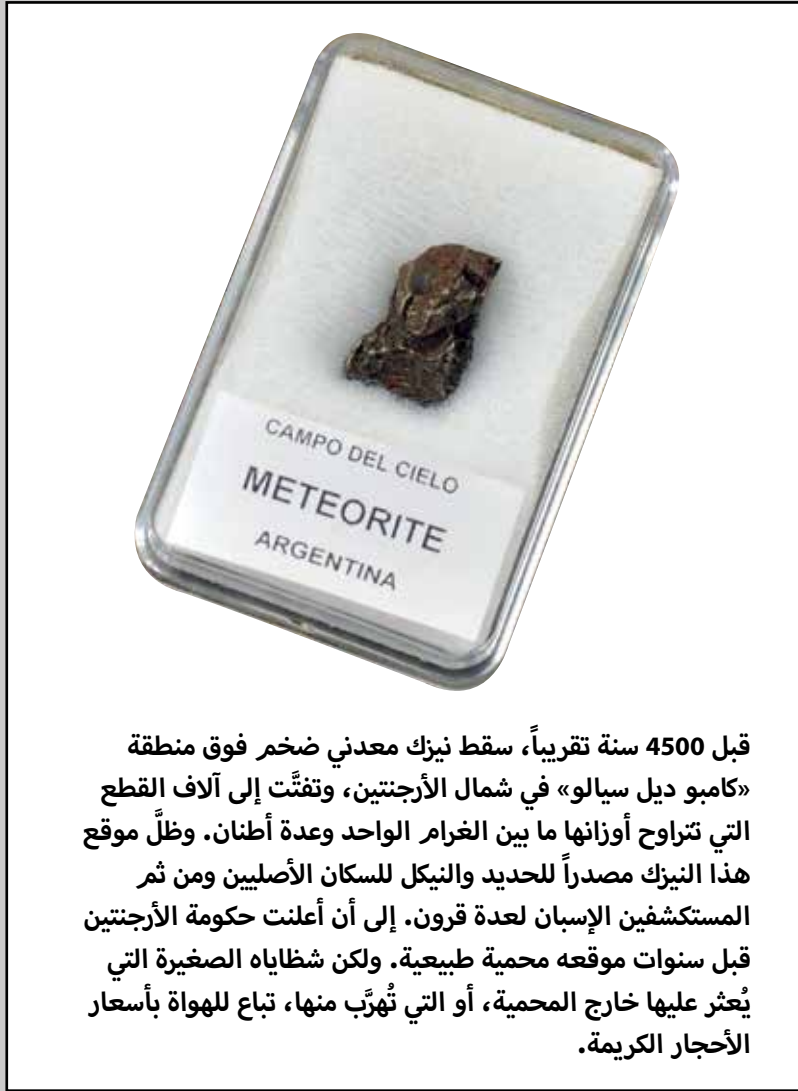 CAMPO DEL CIELO
METEORITE
ARGENTINA
قبل 4500 سنة تقريباً، سقط نيزك معدني ضخم فوق منطقة
«كامبو ديل سيالو» في شمال الأرجنتين، وتفتَّت إلى آلاف القطع
التي تتراوح أوزانها ما بين الغرام الواحد وعدة أطنان. وظلَّ موقع
هذا النيزك مصدراً للحديد والنيكل للسكان الأصليين ومن ثم
المستكشفين الإسبان لعدة قرون. إلى أن أعلنت حكومة الأرجنتين
قبل سنوات موقعه محمية طبيعية. ولكن شظاياه الصغيرة التي
يُعثر عليها خارج المحمية، أو التي تُهرَّب منها، تباع للهواة بأسعار
الأحجار الكريمة.